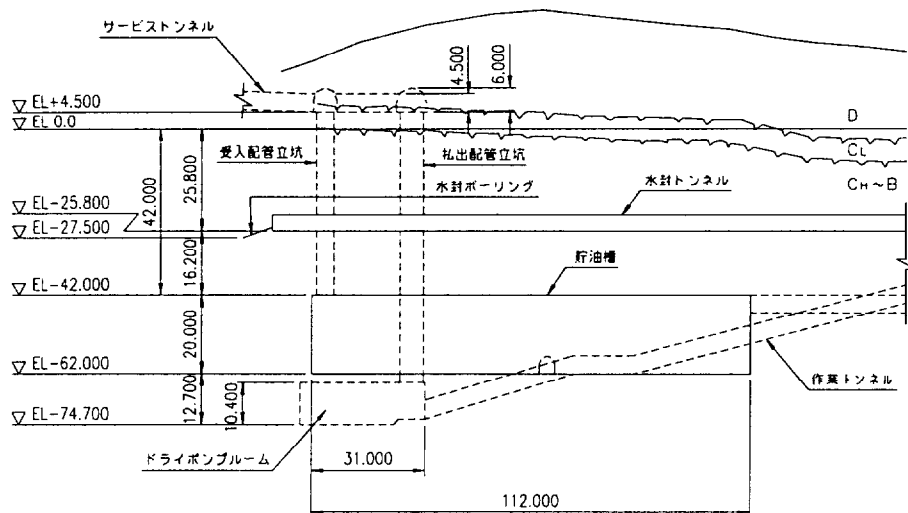 サービストンネル
4.500
6.000
EL+4.500
D
EL 0.0
CL
受入配管立坑
払出配管立坑
水封ボーリング
CH～B
42.000
25.800
水封トンネル
EL-25.800
EL-27.500
16.200
貯油槽
EL-42.000
20.000
EL-62.000
作業トンネル
12.700
10.400
EL-74.700
ドライポンプルーム
31.000
112.000